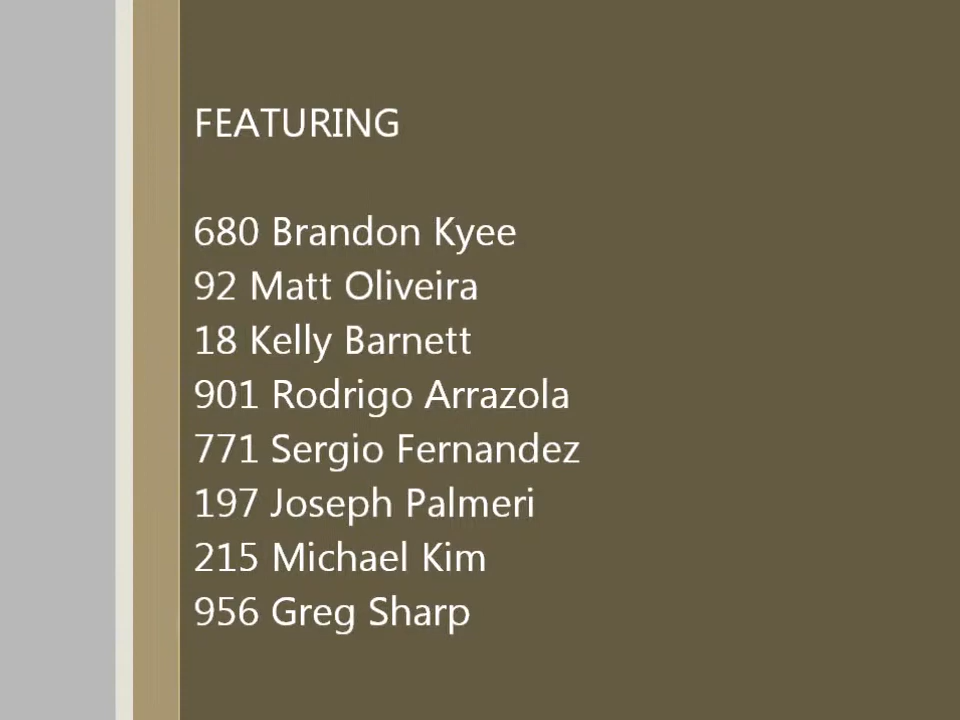 FEATURING
680 Brandon Kyee
92 Matt Oliveira
18 Kelly Barnett
901 Rodrigo Arrazola
771 Sergio Fernandez
197 Joseph Palmeri
215 Michael Kim
956 Greg Sharp